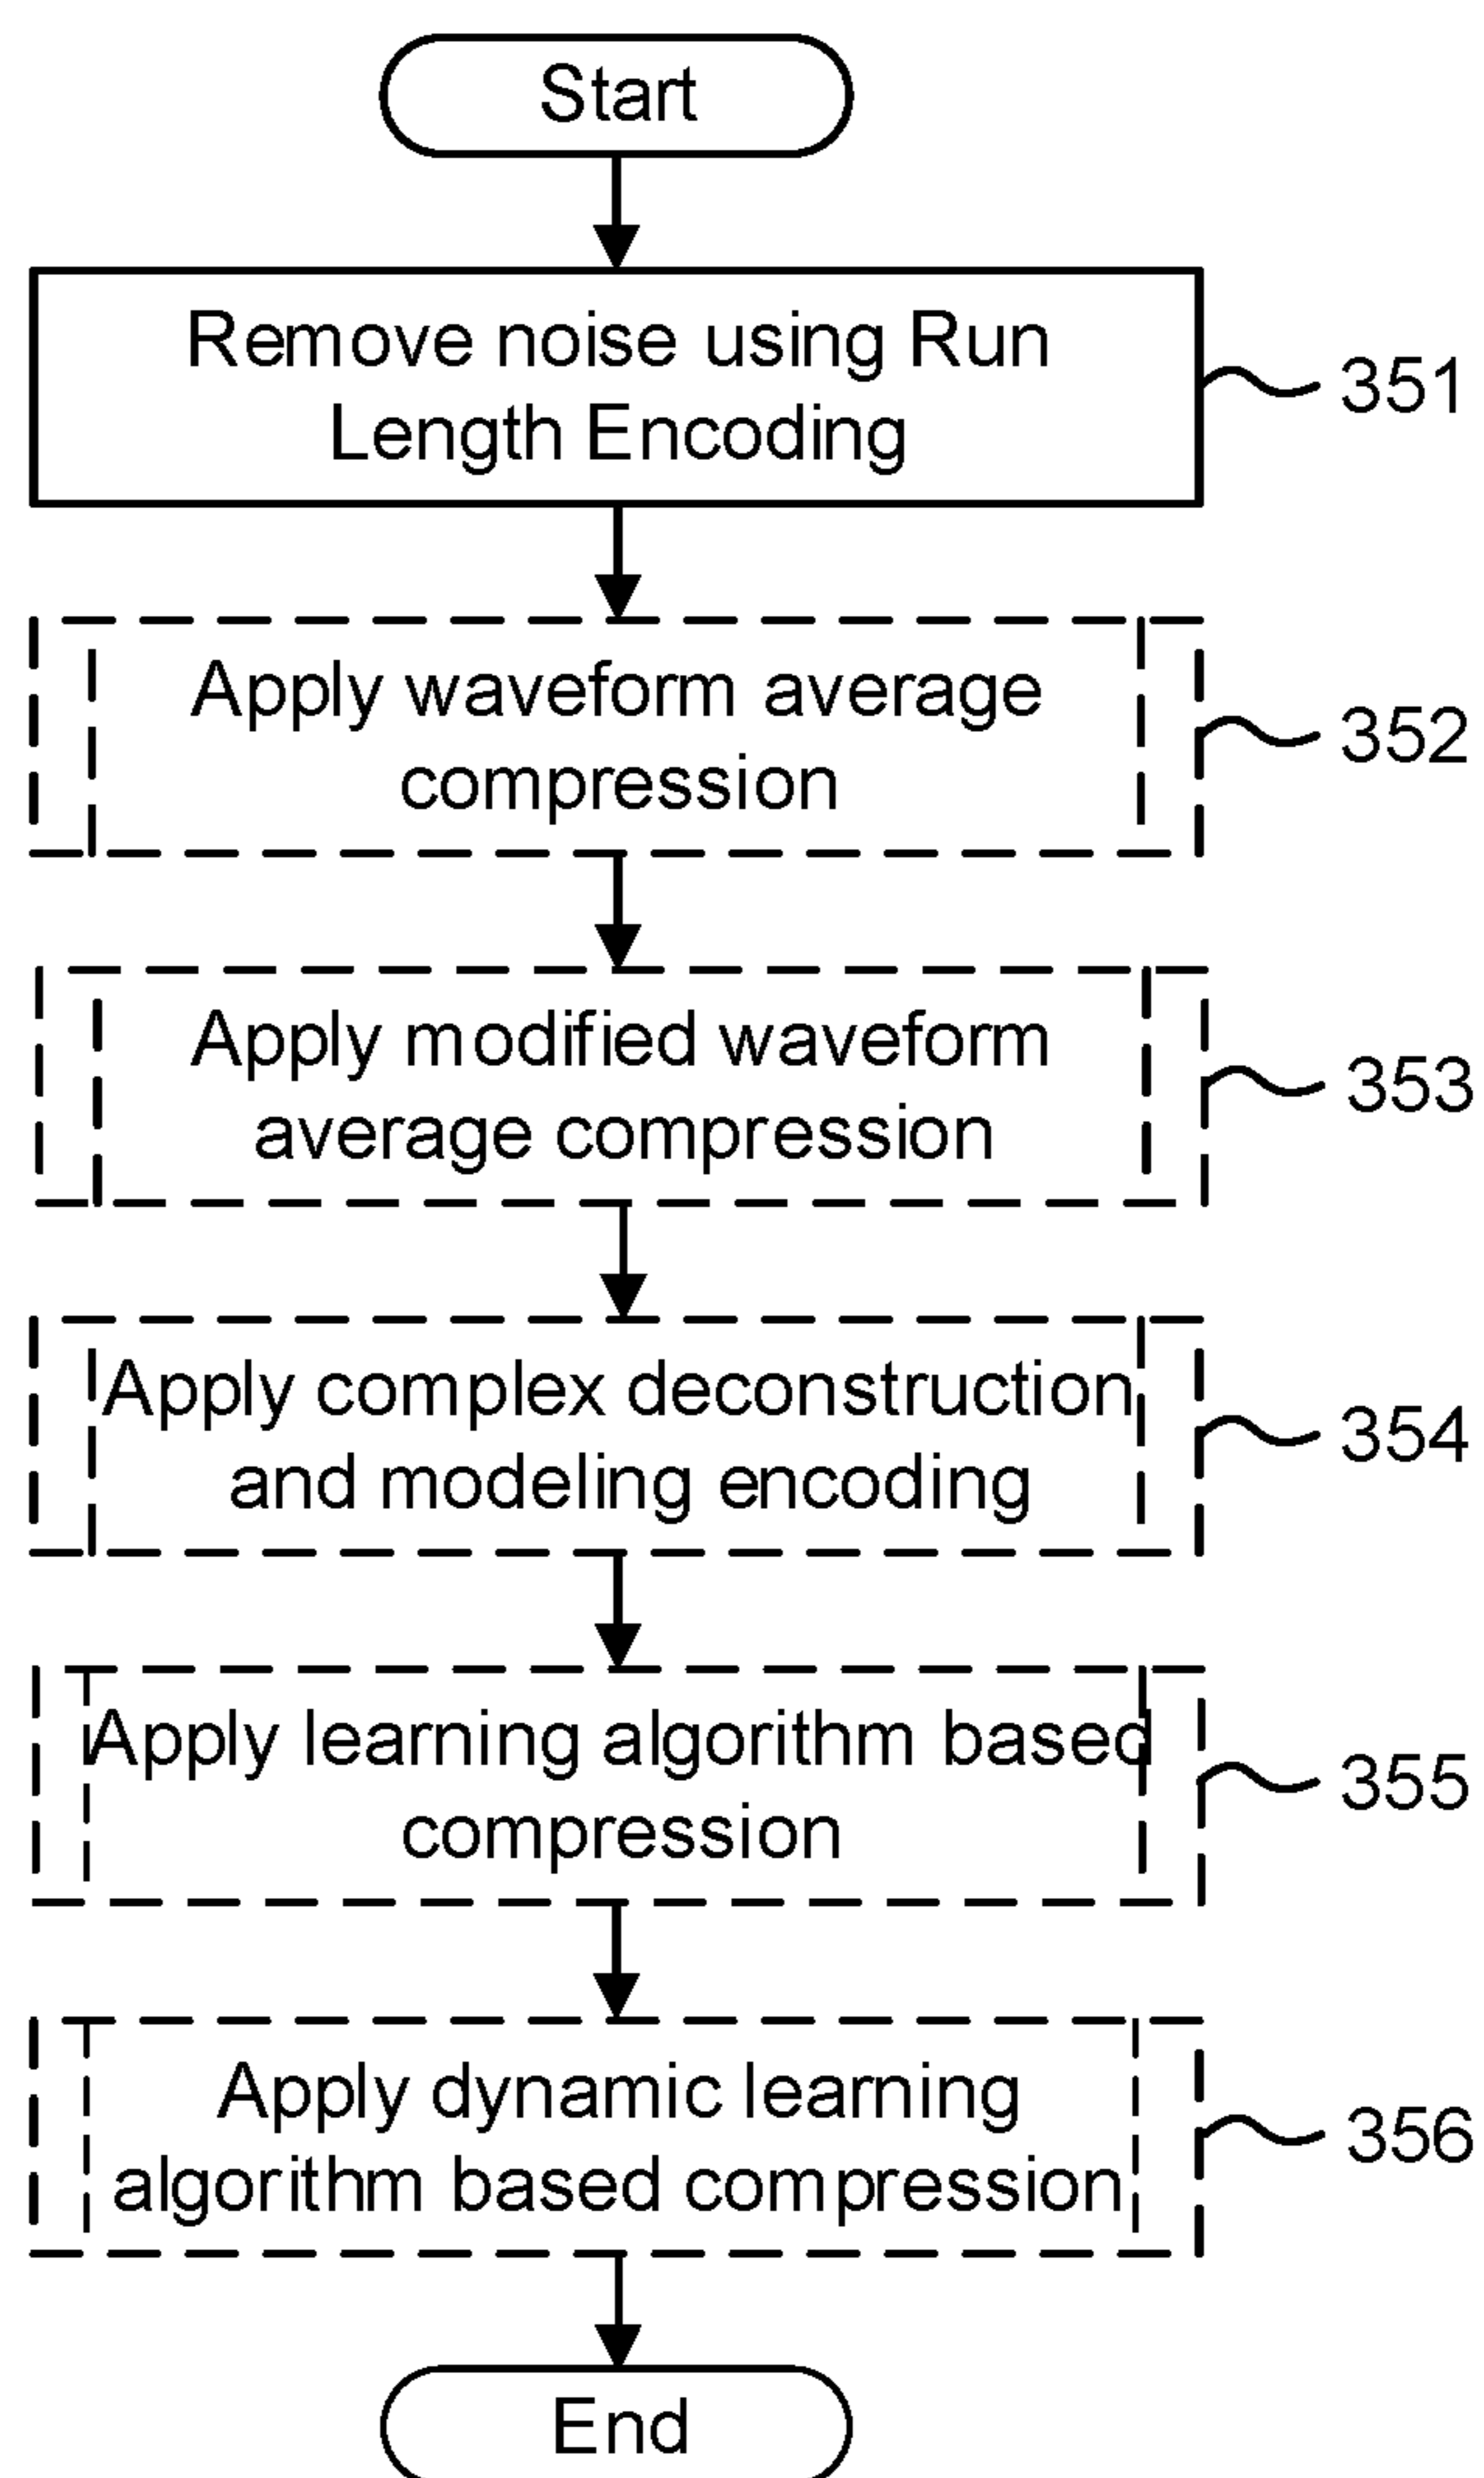 Start
Remove noise using Run
Length Encoding
351
Apply waveform average
compression
352
Apply modified waveform
average compression
353
Apply complex deconstruction
and modeling encoding
354
Apply learning algorithm based
compression
355
Apply dynamic learning
algorithm based compression
356
End